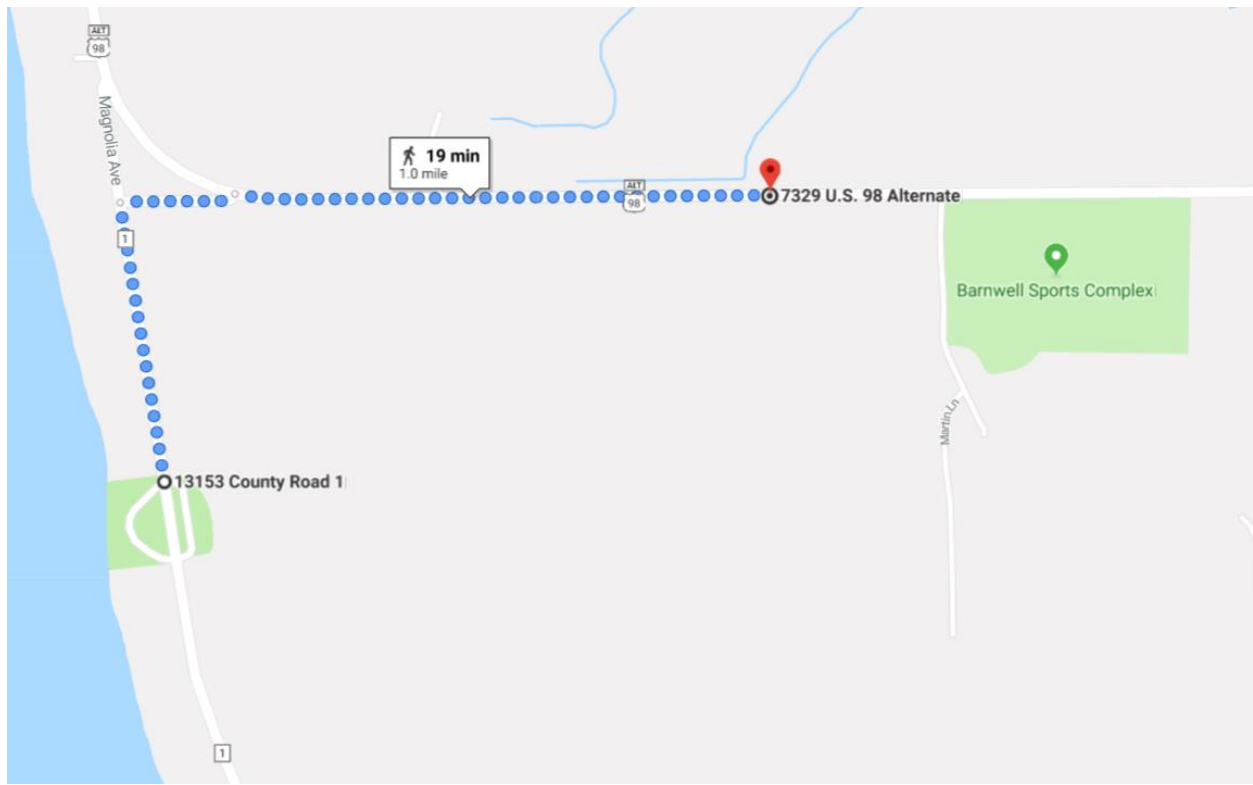 ALT
98
Magnolia Ave
19 min
1.0 mile
ALT
98
7329 U.S. 98 Alternate
1
Barnwell Sports Complex
Martin Ln
13153 County Road 1
1